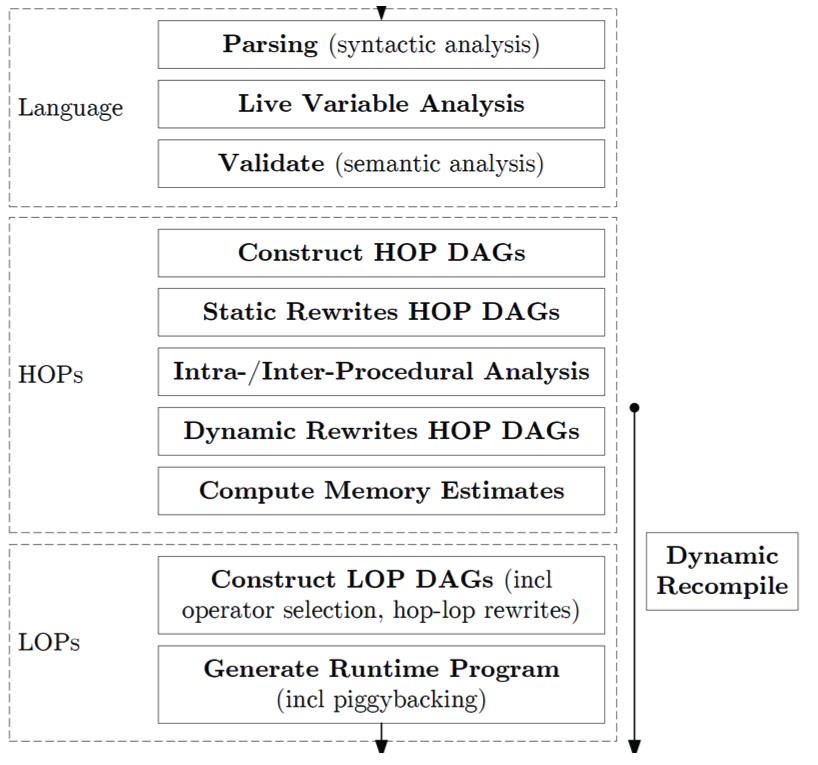 Parsing (syntactic analysis)
Language
Live Variable Analysis
Validate (semantic analysis)
Construct HOP DAGs
Static Rewrites HOP DAGs
HOPs
Intra-/Inter-Procedural Analysis
Dynamic Rewrites HOP DAGs
Compute Memory Estimates
LOPs
Construct LOP DAGs (incl
operator selection, hop-lop rewrites)
Generate Runtime Program
(incl piggybacking)
Dynamic
Recompile